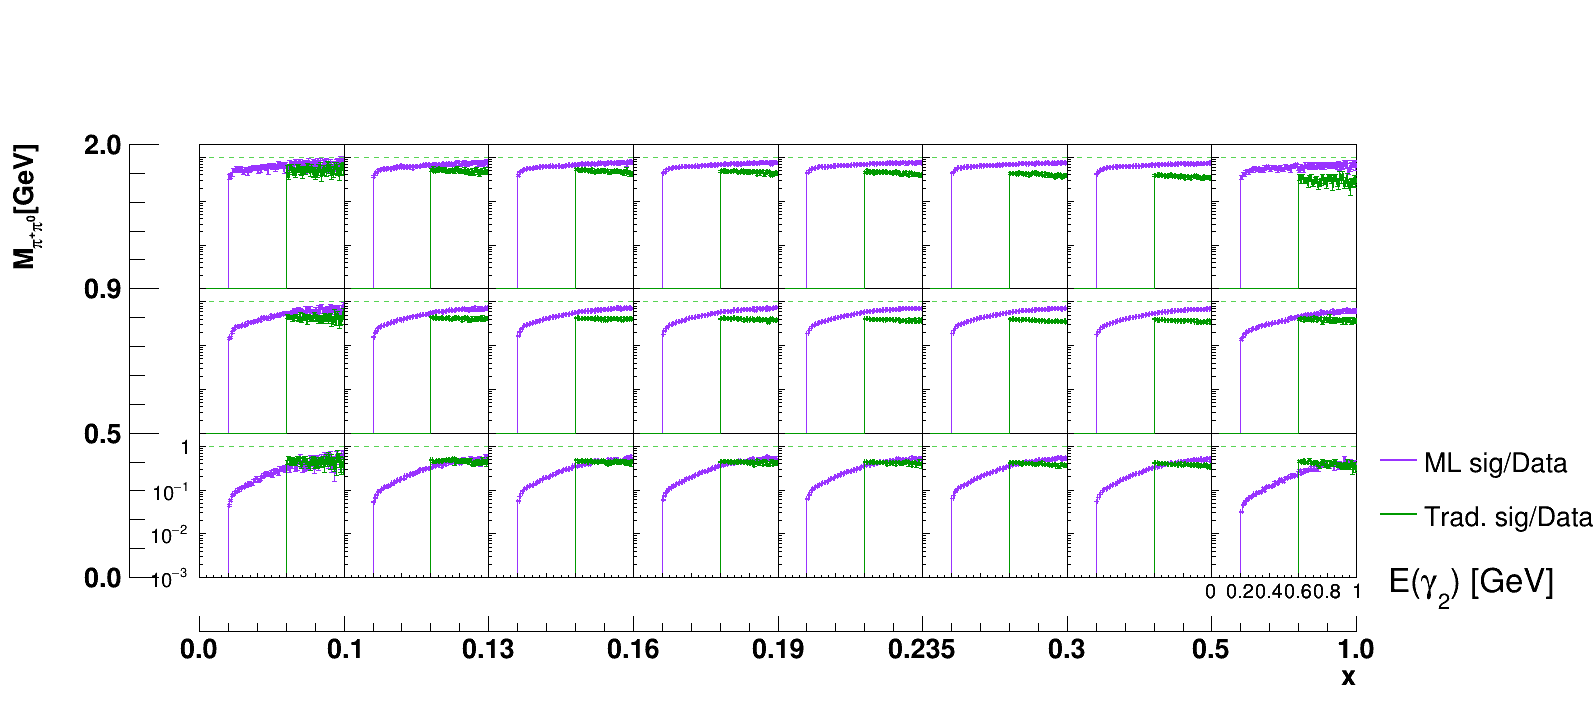 M π⁺π⁰ [GeV]
2.0
0.9
0.5
0.0
1
10⁻¹
10⁻²
10⁻³
0 0.2 0.4 0.6 0.8 1
ML sig/Data
Trad. sig/Data
E(γ₂) [GeV]
0.0 0.1 0.13 0.16 0.19 0.235 0.3 0.5 1.0
x